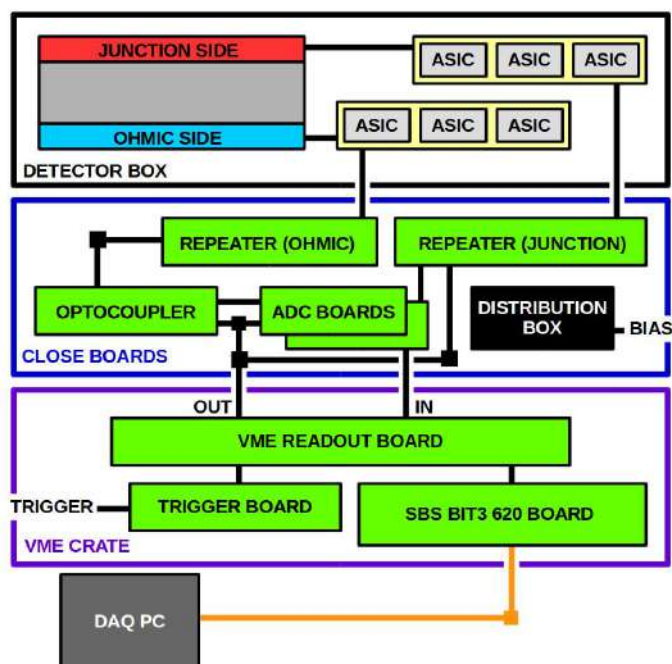 JUNCTION SIDE
ASIC ASIC ASIC
ASIC ASIC ASIC
OHMIC SIDE
DETECTOR BOX
REPEATER (OHMIC)
REPEATER (JUNCTION)
OPTOCOUPLER
ADC BOARDS
DISTRIBUTION
BOX
BIAS
CLOSE BOARDS
OUT
IN
VME READOUT BOARD
TRIGGER
TRIGGER BOARD
SBS BIT3 620 BOARD
VME CRATE
DAQ PC